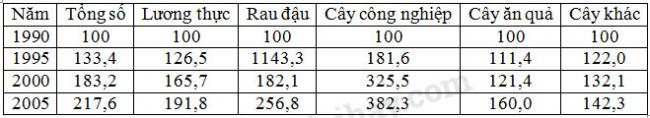 Năm Tổng số Lương thực Rau đậu Cây công nghiệp Cây ăn quả Cây khác
1990 100 100 100 100 100 100
1995 133,4 126,5 1143,3 181,6 111,4 122,0
2000 183,2 165,7 182,1 325,5 121,4 132,1
2005 217,6 191,8 256,8 382,3 160,0 142,3